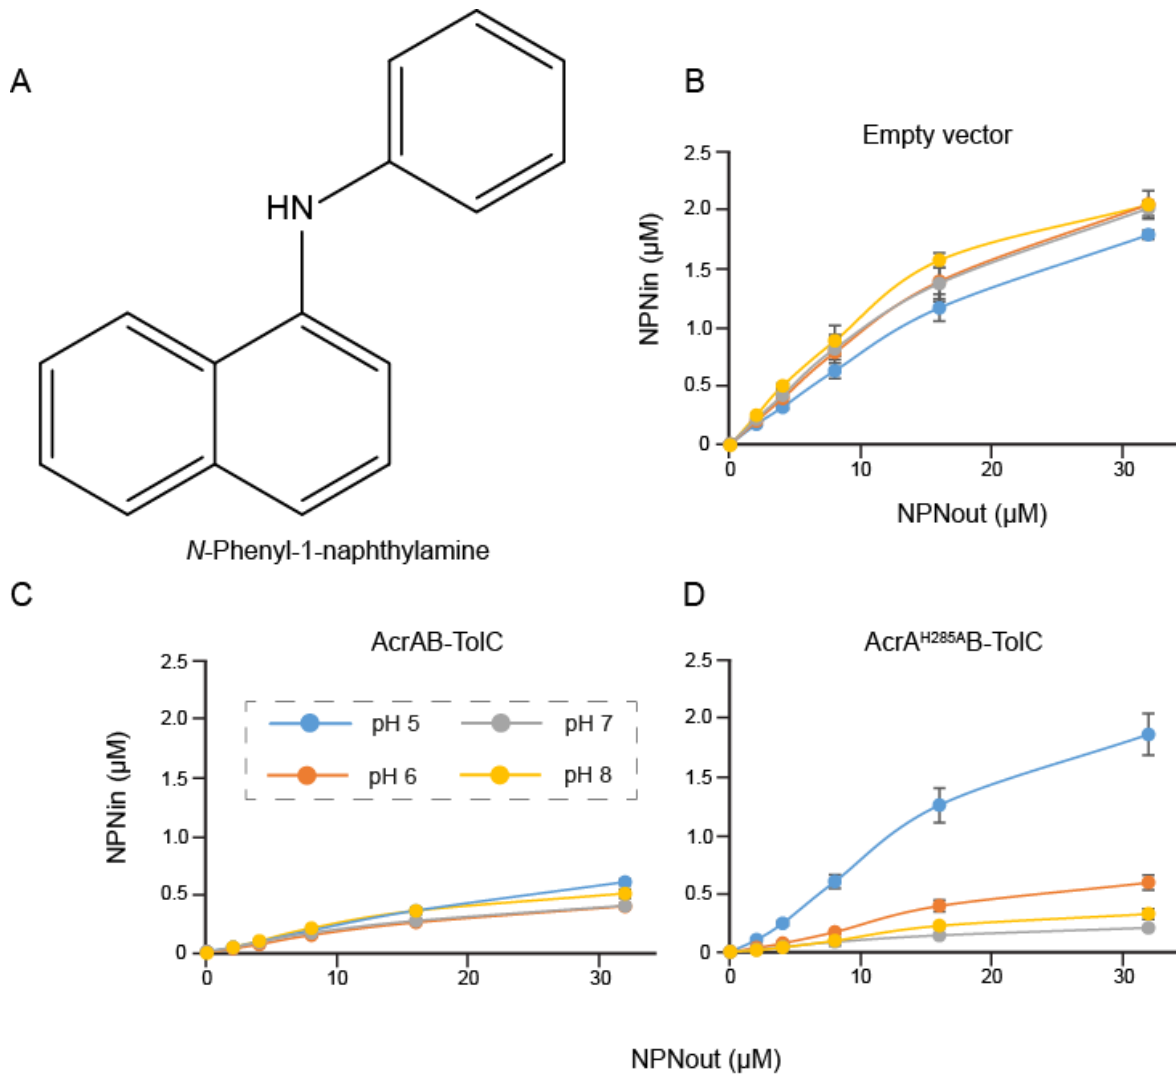 A
HN
N-Phenyl-1-naphthylamine
B
Empty vector
2.5
2.0
1.5
1.0
0.5
0
NPNin (µM)
0 10 20 30
NPNout (µM)
C
AcrAB-TolC
2.5
2.0
1.5
1.0
0.5
0
NPNin (µM)
pH 5 pH 7
pH 6 pH 8
0 10 20 30
D
AcrAH285AB-TolC
2.5
2.0
1.5
1.0
0.5
0
0 10 20 30
NPNout (µM)